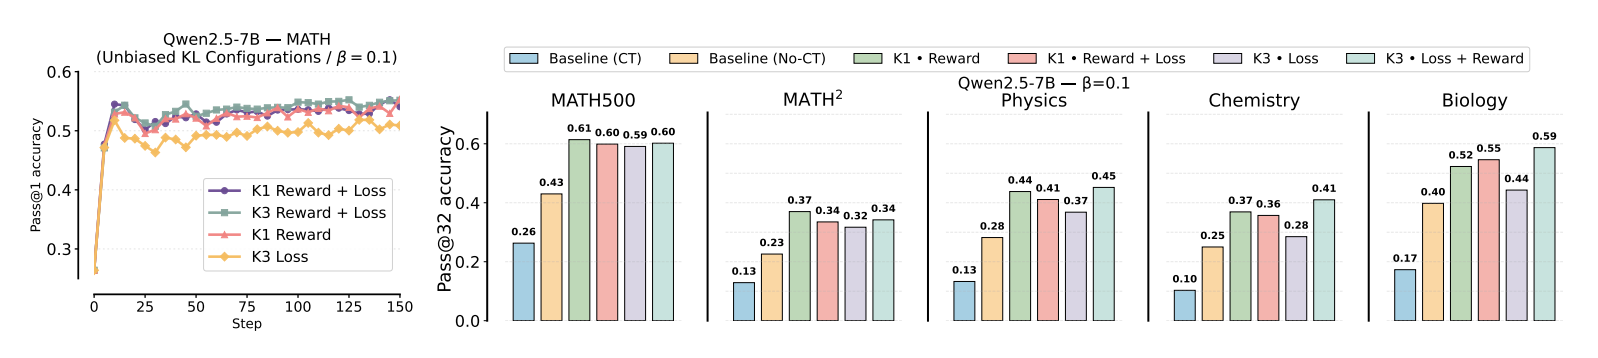 Qwen2.5-7B — MATH
(Unbiased KL Configurations / β = 0.1)
0.6
0.5
0.4
0.3
Pass@1 accuracy
K1 Reward + Loss
K3 Reward + Loss
K1 Reward
K3 Loss
0 25 50 75 100 125 150
Step
Baseline (CT) Baseline (No-CT) K1 • Reward K1 • Reward + Loss K3 • Loss K3 • Loss + Reward
Qwen2.5-7B — β=0.1
MATH500 MATH² Physics Chemistry Biology
Pass@32 accuracy
0.6
0.4
0.2
0.0
0.26 0.43 0.61 0.60 0.59 0.60
0.13 0.23 0.37 0.34 0.32 0.34
0.13 0.28 0.44 0.41 0.37 0.45
0.10 0.25 0.37 0.36 0.28 0.41
0.17 0.40 0.52 0.55 0.44 0.59